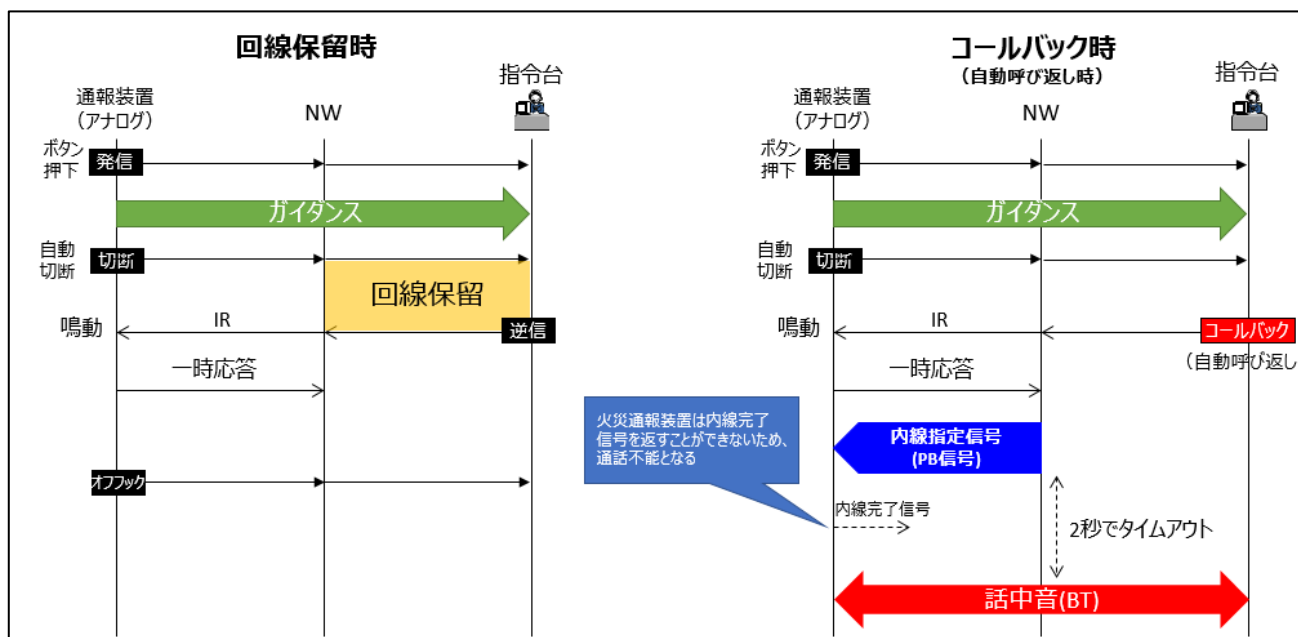 回線保留時
指令台
通報装置
(アナログ)
NW
ボタン
押下
発信
ガイダンス
自動
切断
切断
回線保留
鳴動
IR
逆信
一時応答
オフフック
コールバック時
(自動呼び返し時)
指令台
通報装置
(アナログ)
NW
ボタン
押下
発信
ガイダンス
自動
切断
切断
鳴動
IR
コールバック
(自動呼び返し
一時応答
火災通報装置は内線完了
信号を返すことができないため、
通話不能となる
内線指定信号
(PB信号)
内線完了信号
2秒でタイムアウト
話中音(BT)